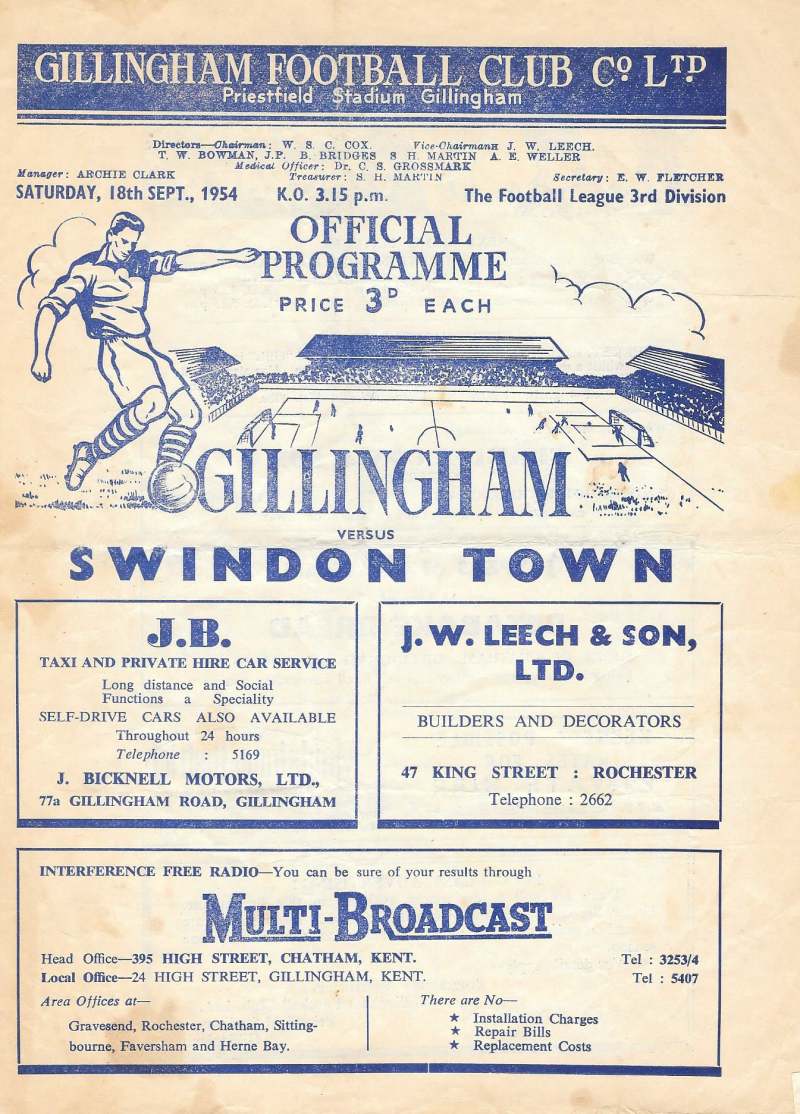 GILLINGHAM FOOTBALL CLUB Cº LTD
Priestfield Stadium Gillingham
Directors—Chairman: W. S. C. COX. Vice-Chairman J. W. LEECH.
T. W. BOWMAN, J.P. B. BRIDGES S H. MARTIN A. E. WELLER
Medical Officer: Dr. C. S. GROSSMARK
Manager: ARCHIE CLARK Treasurer: S. H. MARTIN Secretary: E. W. FLETCHER
SATURDAY, 18th SEPT., 1954 K.O. 3.15 p.m. The Football League 3rd Division
OFFICIAL
PROGRAMME
PRICE 3D EACH
GILLINGHAM
VERSUS
SWINDON TOWN
J.B.
TAXI AND PRIVATE HIRE CAR SERVICE
Long distance and Social
Functions a Speciality
SELF-DRIVE CARS ALSO AVAILABLE
Throughout 24 hours
Telephone : 5169
J. BICKNELL MOTORS, LTD.,
77a GILLINGHAM ROAD, GILLINGHAM
J. W. LEECH & SON,
LTD.
BUILDERS AND DECORATORS
47 KING STREET : ROCHESTER
Telephone : 2662
INTERFERENCE FREE RADIO—You can be sure of your results through
MULTI-BROADCAST
Head Office—395 HIGH STREET, CHATHAM, KENT. Tel : 3253/4
Local Office—24 HIGH STREET, GILLINGHAM, KENT. Tel : 5407
Area Offices at—
Gravesend, Rochester, Chatham, Sitting-
bourne, Faversham and Herne Bay.
There are No—
★ Installation Charges
★ Repair Bills
★ Replacement Costs